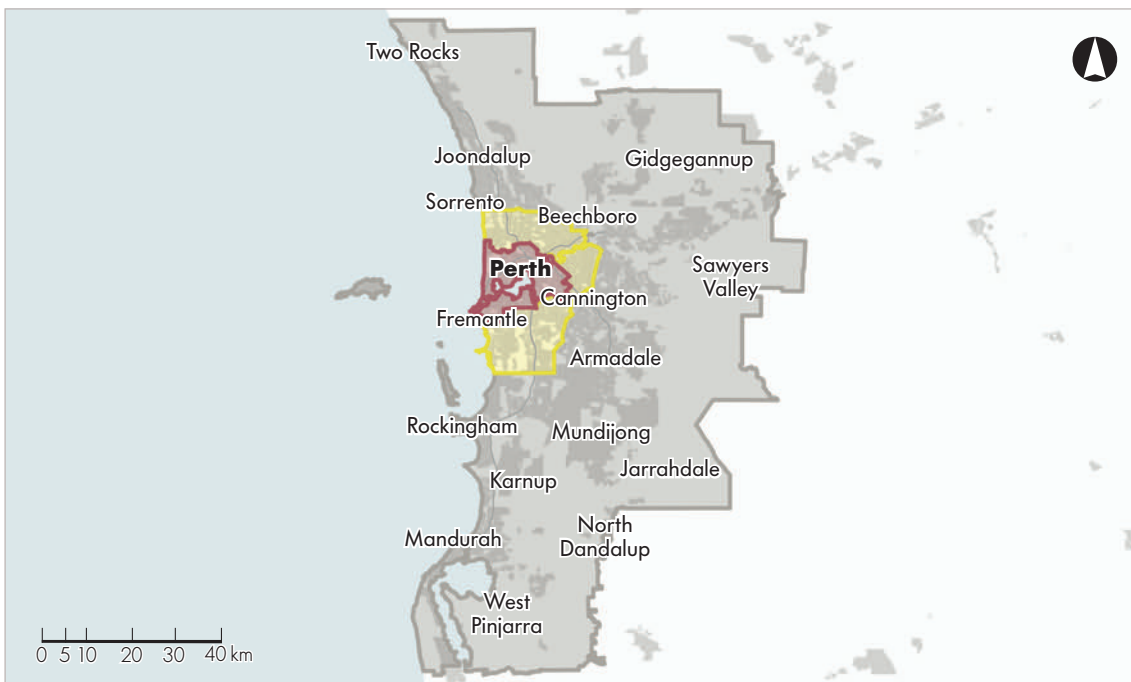 Two Rocks
Joondalup
Gidgegannup
Sorrento
Beechboro
Perth
Sawyers
Valley
Cannington
Fremantle
Armadale
Rockingham
Mundijong
Jarrahdale
Karnup
North
Dandalup
Mandurah
West
Pinjarra
0 5 10 20 30 40 km